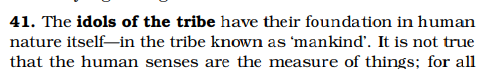 41. The idols of the tribe have their foundation in human
nature itself—in the tribe known as ‘mankind’. It is not true
that the human senses are the measure of things; for all